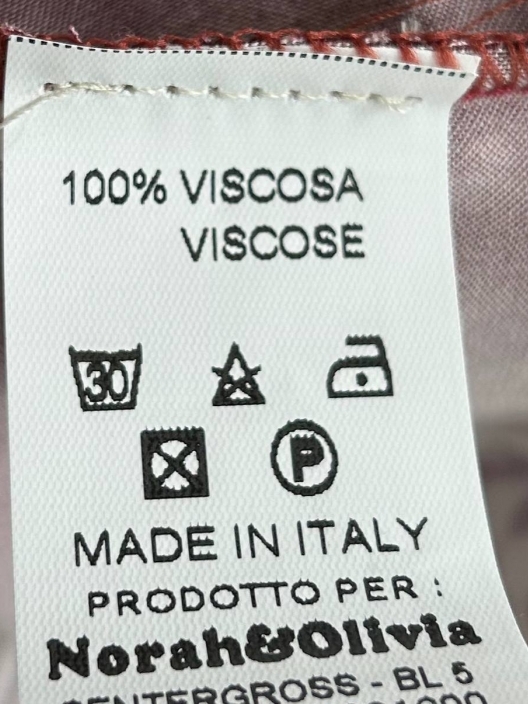 100% VISCOSA
VISCOSE
30
P
MADE IN ITALY
PRODOTTO PER :
Norah&Olivia
CENTERGROSS - BL 5